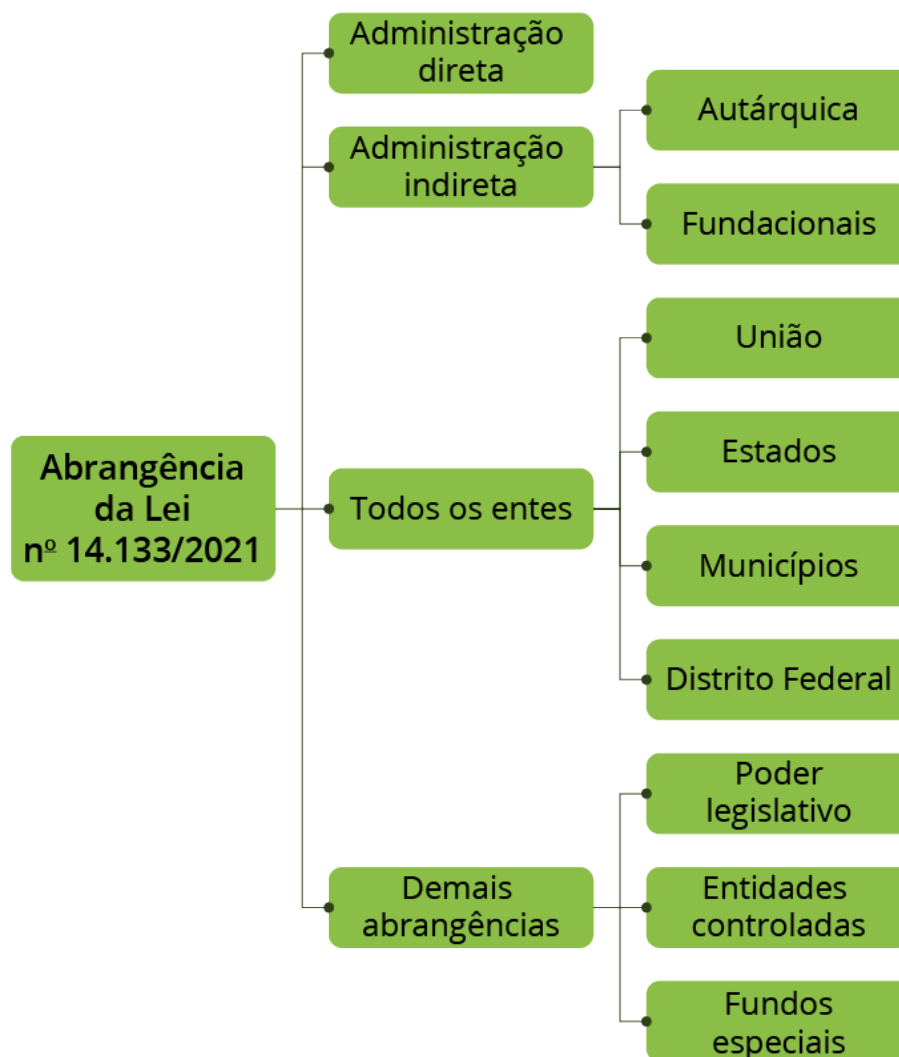 Administração
direta
Administração
indireta
Autárquica
Fundacionais
União
Estados
Abrangência
da Lei
nº 14.133/2021
Todos os entes
Municípios
Distrito Federal
Poder
legislativo
Demais
abrangências
Entidades
controladas
Fundos
especiais